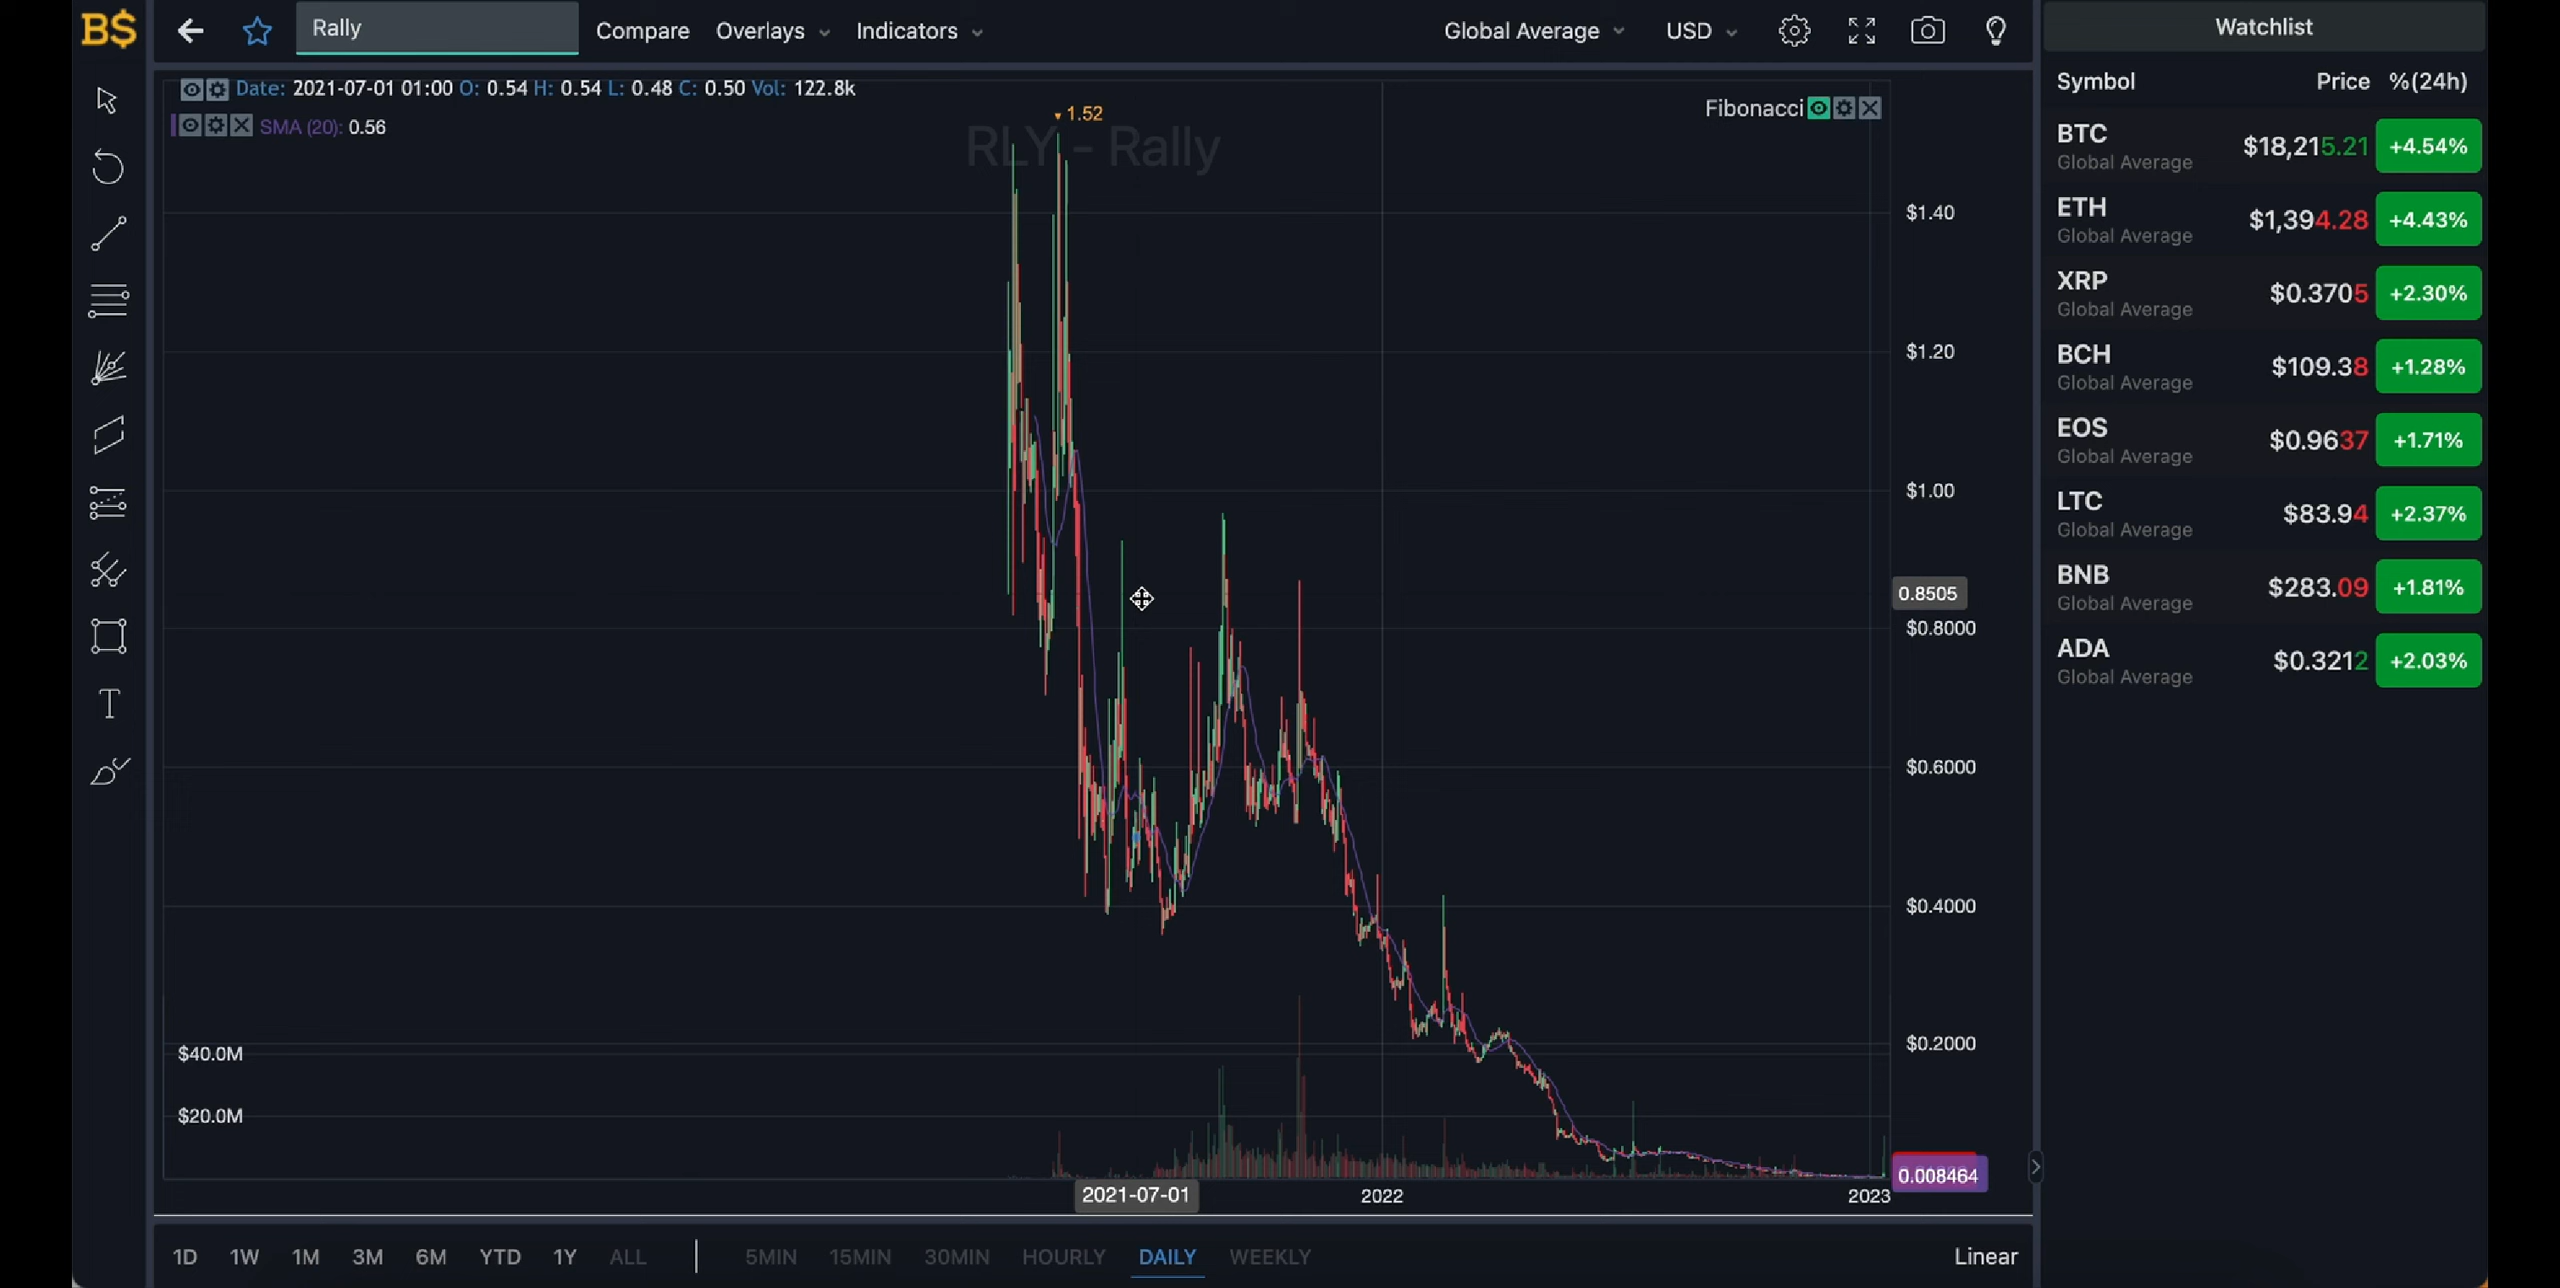 B$
Rally
Compare
Overlays
Indicators
Global Average
USD
Date: 2021-07-01 01:00 O: 0.54 H: 0.54 L: 0.48 C: 0.50 Vol: 122.8k
SMA (20): 0.56
1.52
RLY - Rally
Fibonacci
$1.40
$1.20
$1.00
0.8505
$0.8000
$0.6000
$0.4000
$0.2000
0.008464
$40.0M
$20.0M
2021-07-01
2022
2023
1D 1W 1M 3M 6M YTD 1Y ALL
5MIN 15MIN 30MIN HOURLY DAILY WEEKLY
Linear
Watchlist
Symbol Price %(24h)
BTC $18,215.21 +4.54%
Global Average
ETH $1,394.28 +4.43%
Global Average
XRP $0.3705 +2.30%
Global Average
BCH $109.38 +1.28%
Global Average
EOS $0.9637 +1.71%
Global Average
LTC $83.94 +2.37%
Global Average
BNB $283.09 +1.81%
Global Average
ADA $0.3212 +2.03%
Global Average